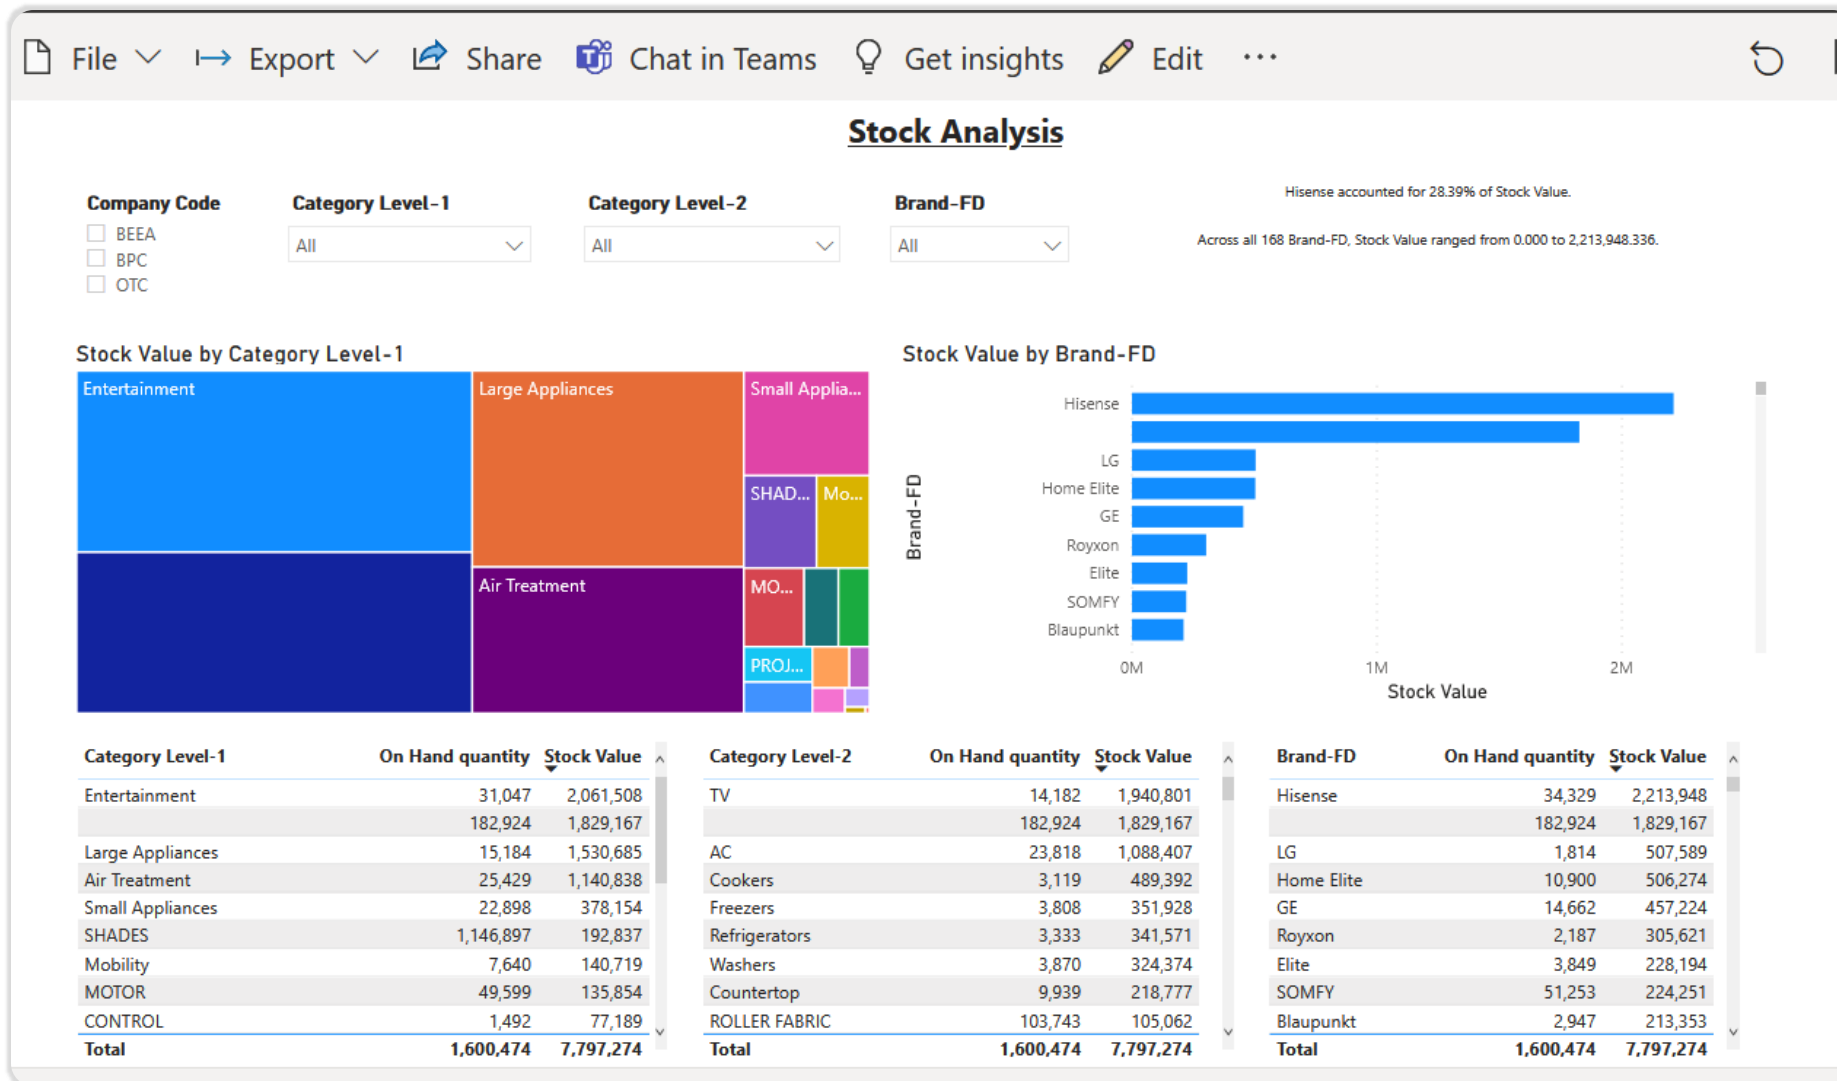 File Export Share Chat in Teams Get insights Edit ...
Stock Analysis
Company Code
BEEA
BPC
OTC
Category Level-1
All
Category Level-2
All
Brand-FD
All
Hisense accounted for 28.39% of Stock Value.
Across all 168 Brand-FD, Stock Value ranged from 0.000 to 2,213,948.336.
Stock Value by Category Level-1
Entertainment
Large Appliances
Small Applia...
SHAD...
Mo...
Air Treatment
MO...
PROJ...
Stock Value by Brand-FD
Brand-FD
Hisense
LG
Home Elite
GE
Royxon
Elite
SOMFY
Blaupunkt
0M 1M 2M
Stock Value
Category Level-1 On Hand quantity Stock Value
Entertainment 31,047 2,061,508
182,924 1,829,167
Large Appliances 15,184 1,530,685
Air Treatment 25,429 1,140,838
Small Appliances 22,898 378,154
SHADES 1,146,897 192,837
Mobility 7,640 140,719
MOTOR 49,599 135,854
CONTROL 1,492 77,189
Total 1,600,474 7,797,274
Category Level-2 On Hand quantity Stock Value
TV 14,182 1,940,801
182,924 1,829,167
AC 23,818 1,088,407
Cookers 3,119 489,392
Freezers 3,808 351,928
Refrigerators 3,333 341,571
Washers 3,870 324,374
Countertop 9,939 218,777
ROLLER FABRIC 103,743 105,062
Total 1,600,474 7,797,274
Brand-FD On Hand quantity Stock Value
Hisense 34,329 2,213,948
182,924 1,829,167
LG 1,814 507,589
Home Elite 10,900 506,274
GE 14,662 457,224
Royxon 2,187 305,621
Elite 3,849 228,194
SOMFY 51,253 224,251
Blaupunkt 2,947 213,353
Total 1,600,474 7,797,274